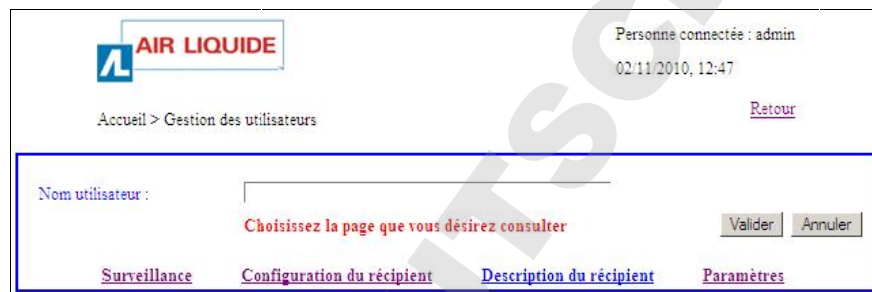 AIR LIQUIDE
Personne connectée : admin
02/11/2010, 12:47
Retour
Accueil > Gestion des utilisateurs
Nom utilisateur :
Choisissez la page que vous désirez consulter
Valider Annuler
Surveillance Configuration du récipient Description du récipient Paramètres